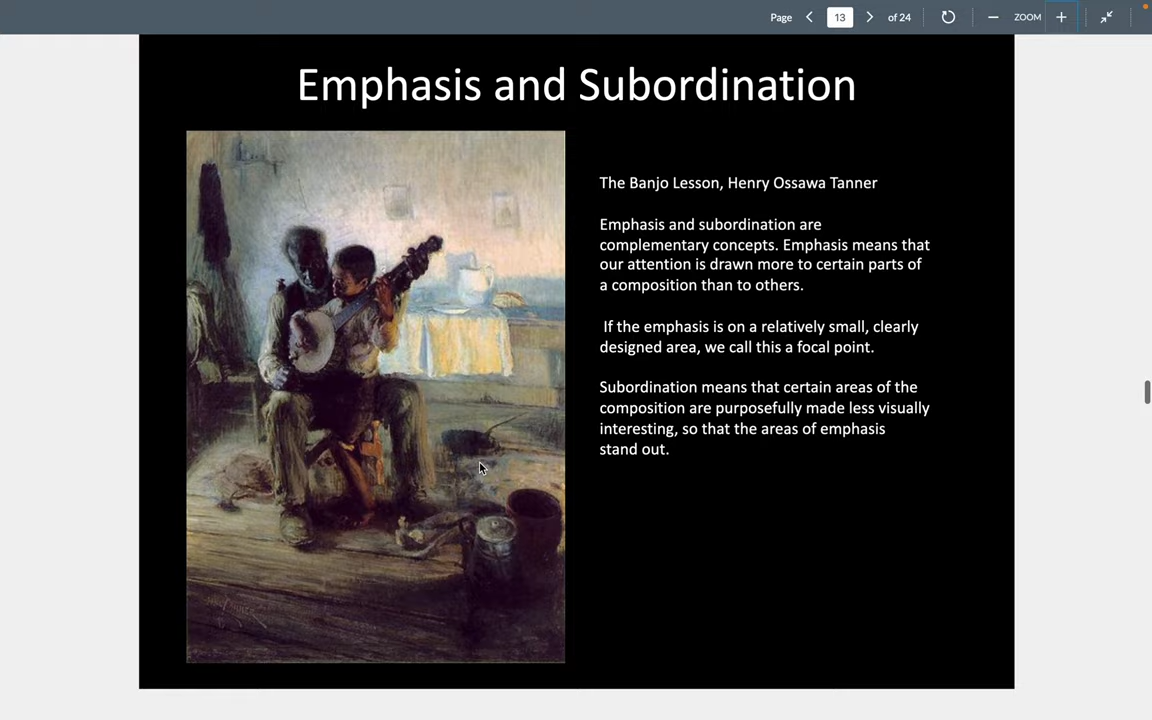 Page 13 of 24 ZOOM
Emphasis and Subordination
The Banjo Lesson, Henry Ossawa Tanner
Emphasis and subordination are
complementary concepts. Emphasis means that
our attention is drawn more to certain parts of
a composition than to others.
If the emphasis is on a relatively small, clearly
designed area, we call this a focal point.
Subordination means that certain areas of the
composition are purposefully made less visually
interesting, so that the areas of emphasis
stand out.